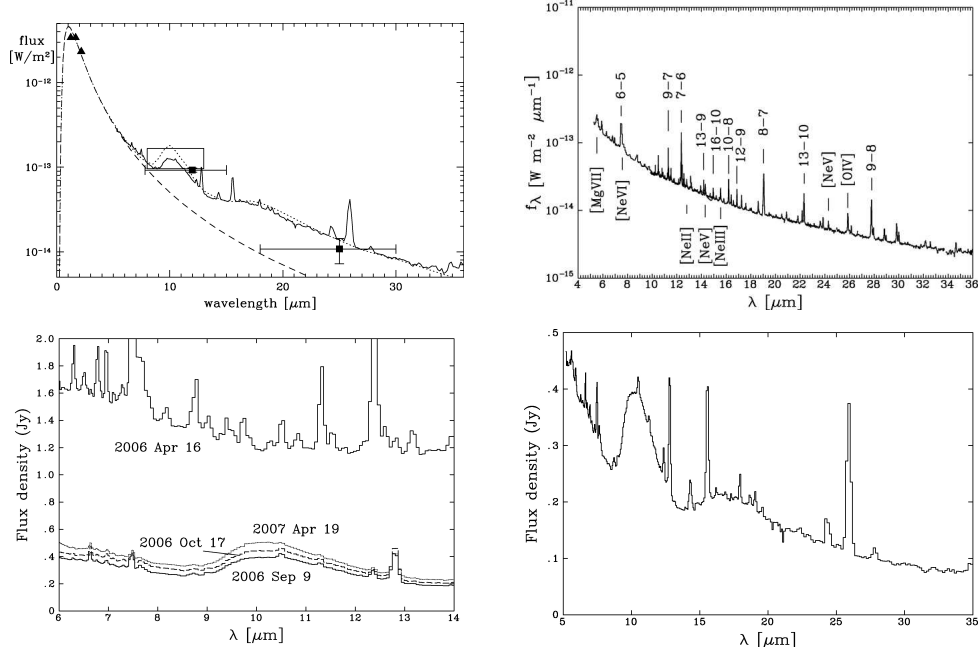 flux
[W/m²]
10⁻¹²
10⁻¹³
10⁻¹⁴
0 10 20 30
wavelength [μm]
10⁻¹¹
10⁻¹²
10⁻¹³
10⁻¹⁴
10⁻¹⁵
f_λ [W m⁻² μm⁻¹]
6-5
9-7
7-6
13-9
16-10
10-8
12-9
8-7
13-10
[NeV]
[OIV]
9-8
[MgVII]
[NeVI]
[NeII]
[NeV]
[NeIII]
4 6 8 10 12 14 16 18 20 22 24 26 28 30 32 34 36
λ [μm]
2.0
1.8
1.6
1.4
1.2
1.0
.8
.6
.4
.2
0
Flux density (Jy)
2006 Apr 16
2007 Apr 19
2006 Oct 17
2006 Sep 9
6 7 8 9 10 11 12 13 14
λ [μm]
.5
.4
.3
.2
.1
0
Flux density (Jy)
5 10 15 20 25 30 35
λ [μm]